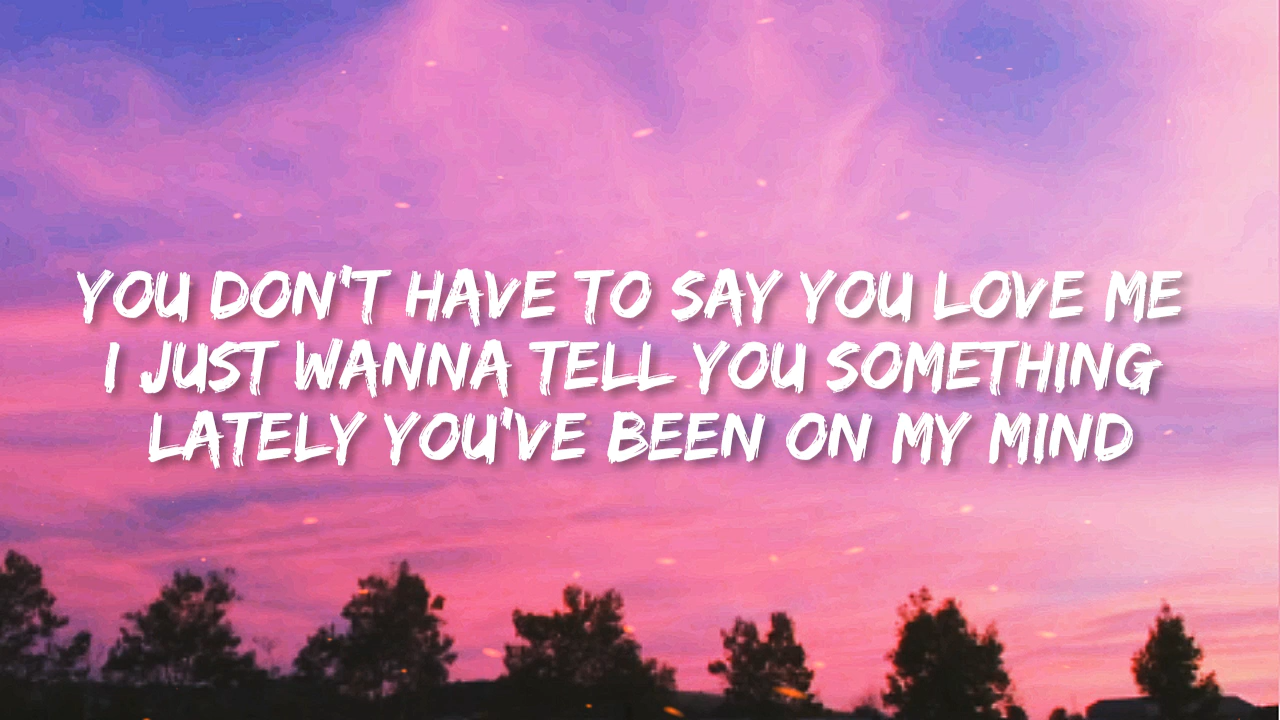 YOU DON'T HAVE TO SAY YOU LOVE ME
I JUST WANNA TELL YOU SOMETHING
LATELY YOU'VE BEEN ON MY MIND